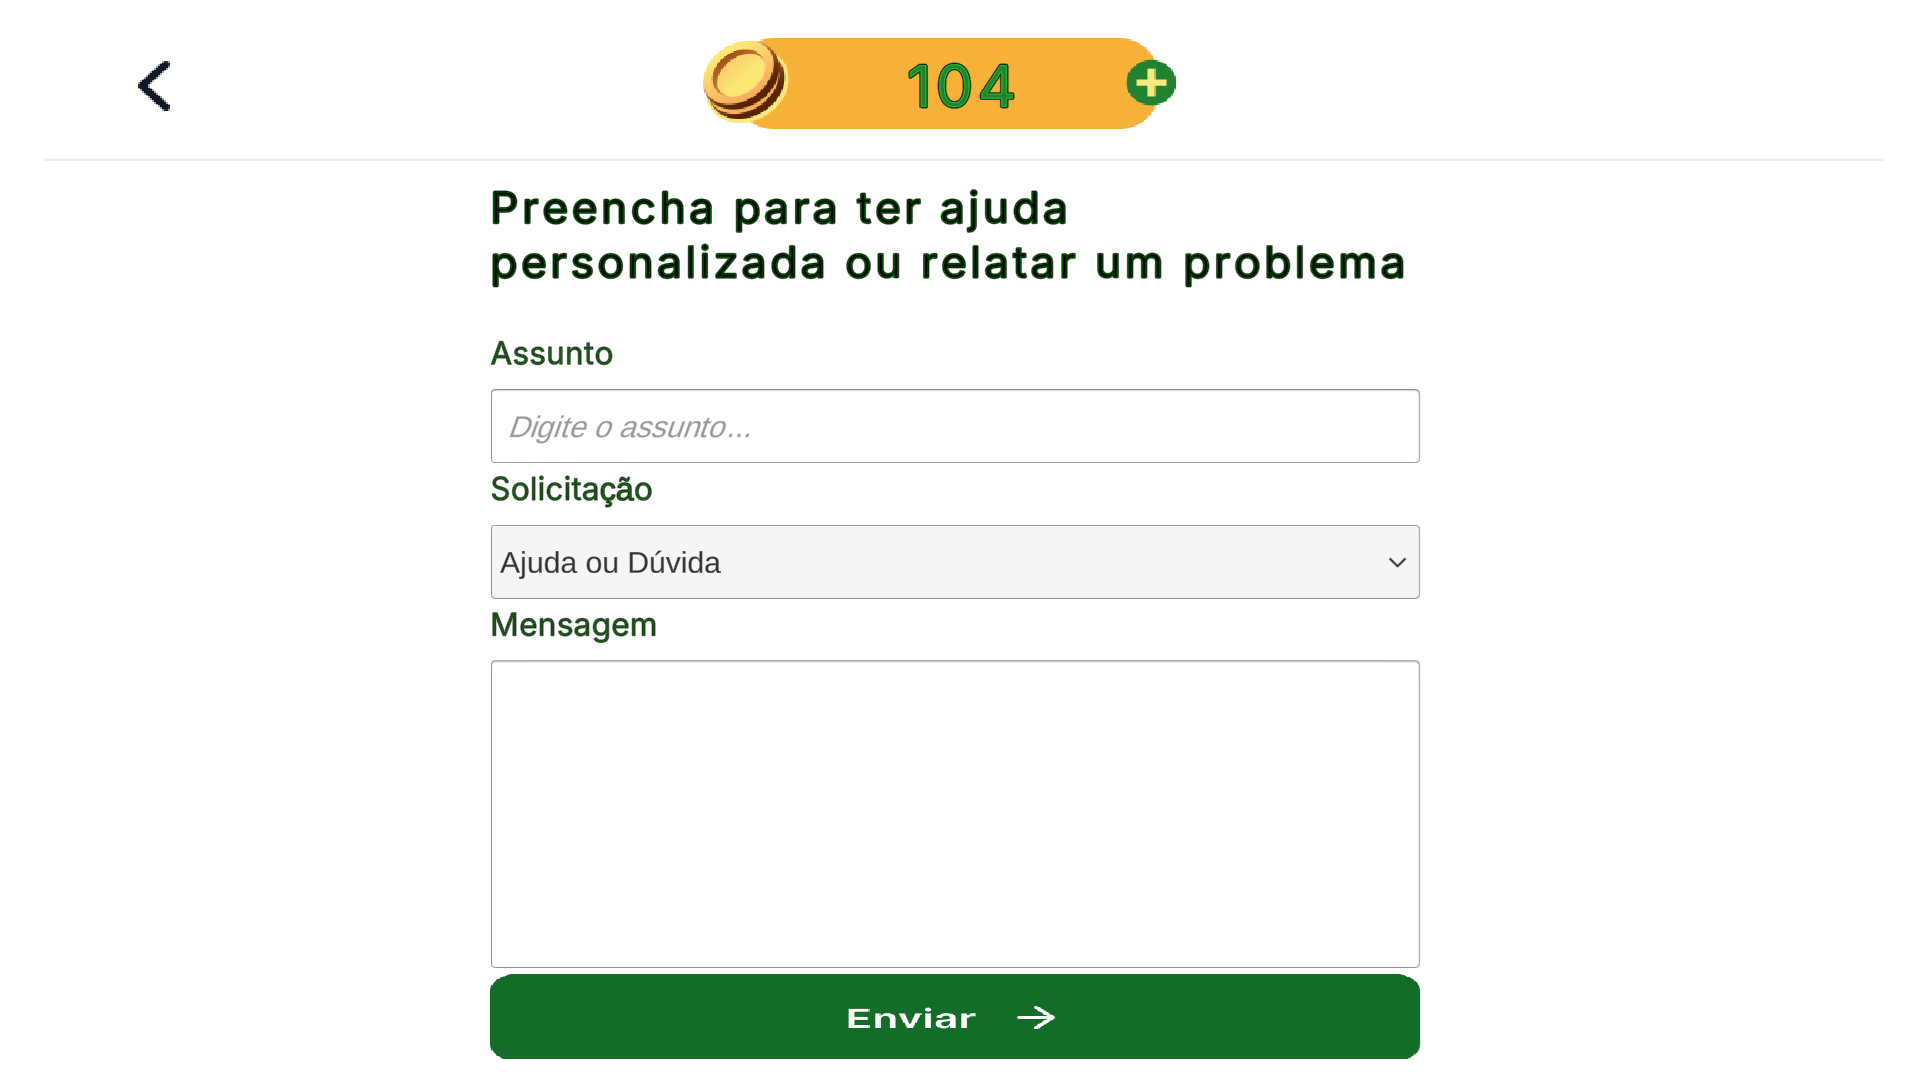 104
Preencha para ter ajuda
personalizada ou relatar um problema
Assunto
Digite o assunto...
Solicitação
Ajuda ou Dúvida
Mensagem
Enviar